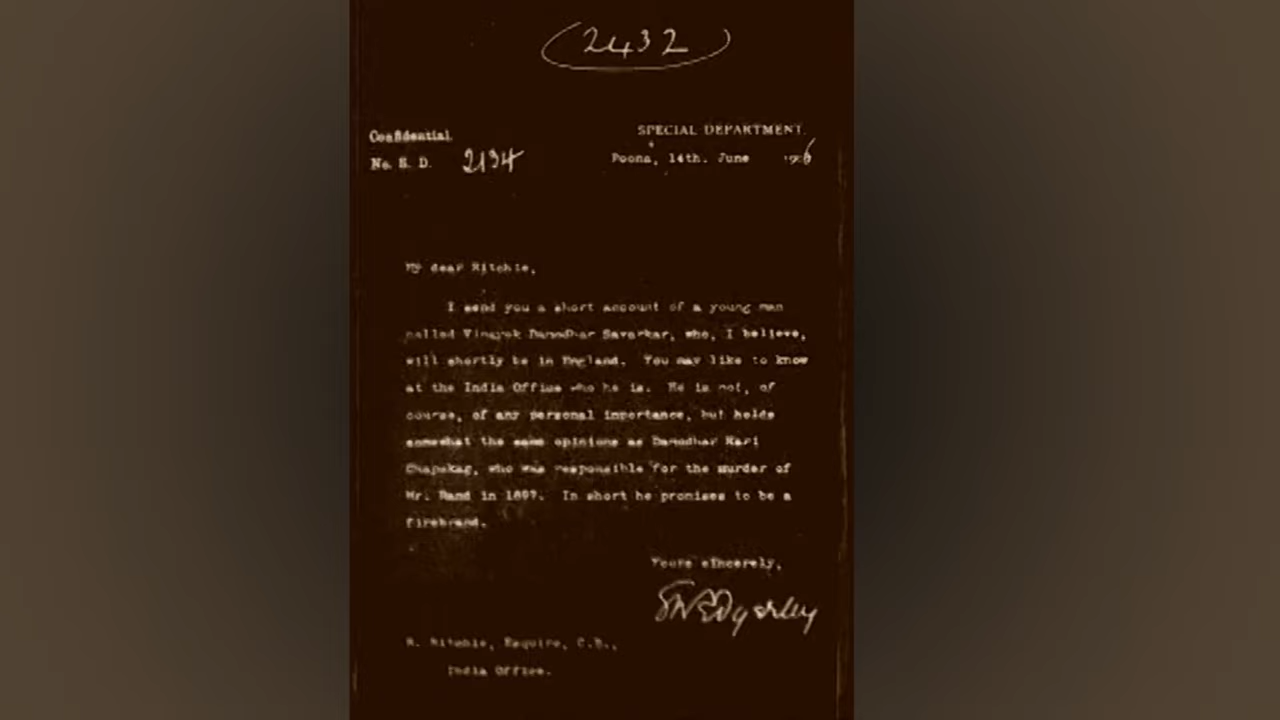 (2432)
Confidential.
SPECIAL DEPARTMENT.
No. S. D. 2134
Poona, 14th. June 1906
My dear Ritchie,
I send you a short account of a young man
called Vinayek Damodhar Savarkar, who, I believe,
will shortly be in England. You may like to know
at the India Office who he is. He is not, of
course, of any personal importance, but holds
somewhat the same opinions as Damodhar Hari
Chapekar, who was responsible for the murder of
Mr. Rand in 1897. In short he promises to be a
firebrand.
Yours sincerely,
SWEdgerley
R. Ritchie, Esquire, C.B.,
India Office.